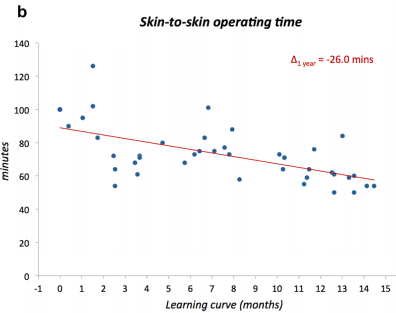 b
Skin-to-skin operating time
Δ1 year = -26.0 mins
140
120
100
80
60
40
20
0
minutes
-1 0 1 2 3 4 5 6 7 8 9 10 11 12 13 14 15
Learning curve (months)